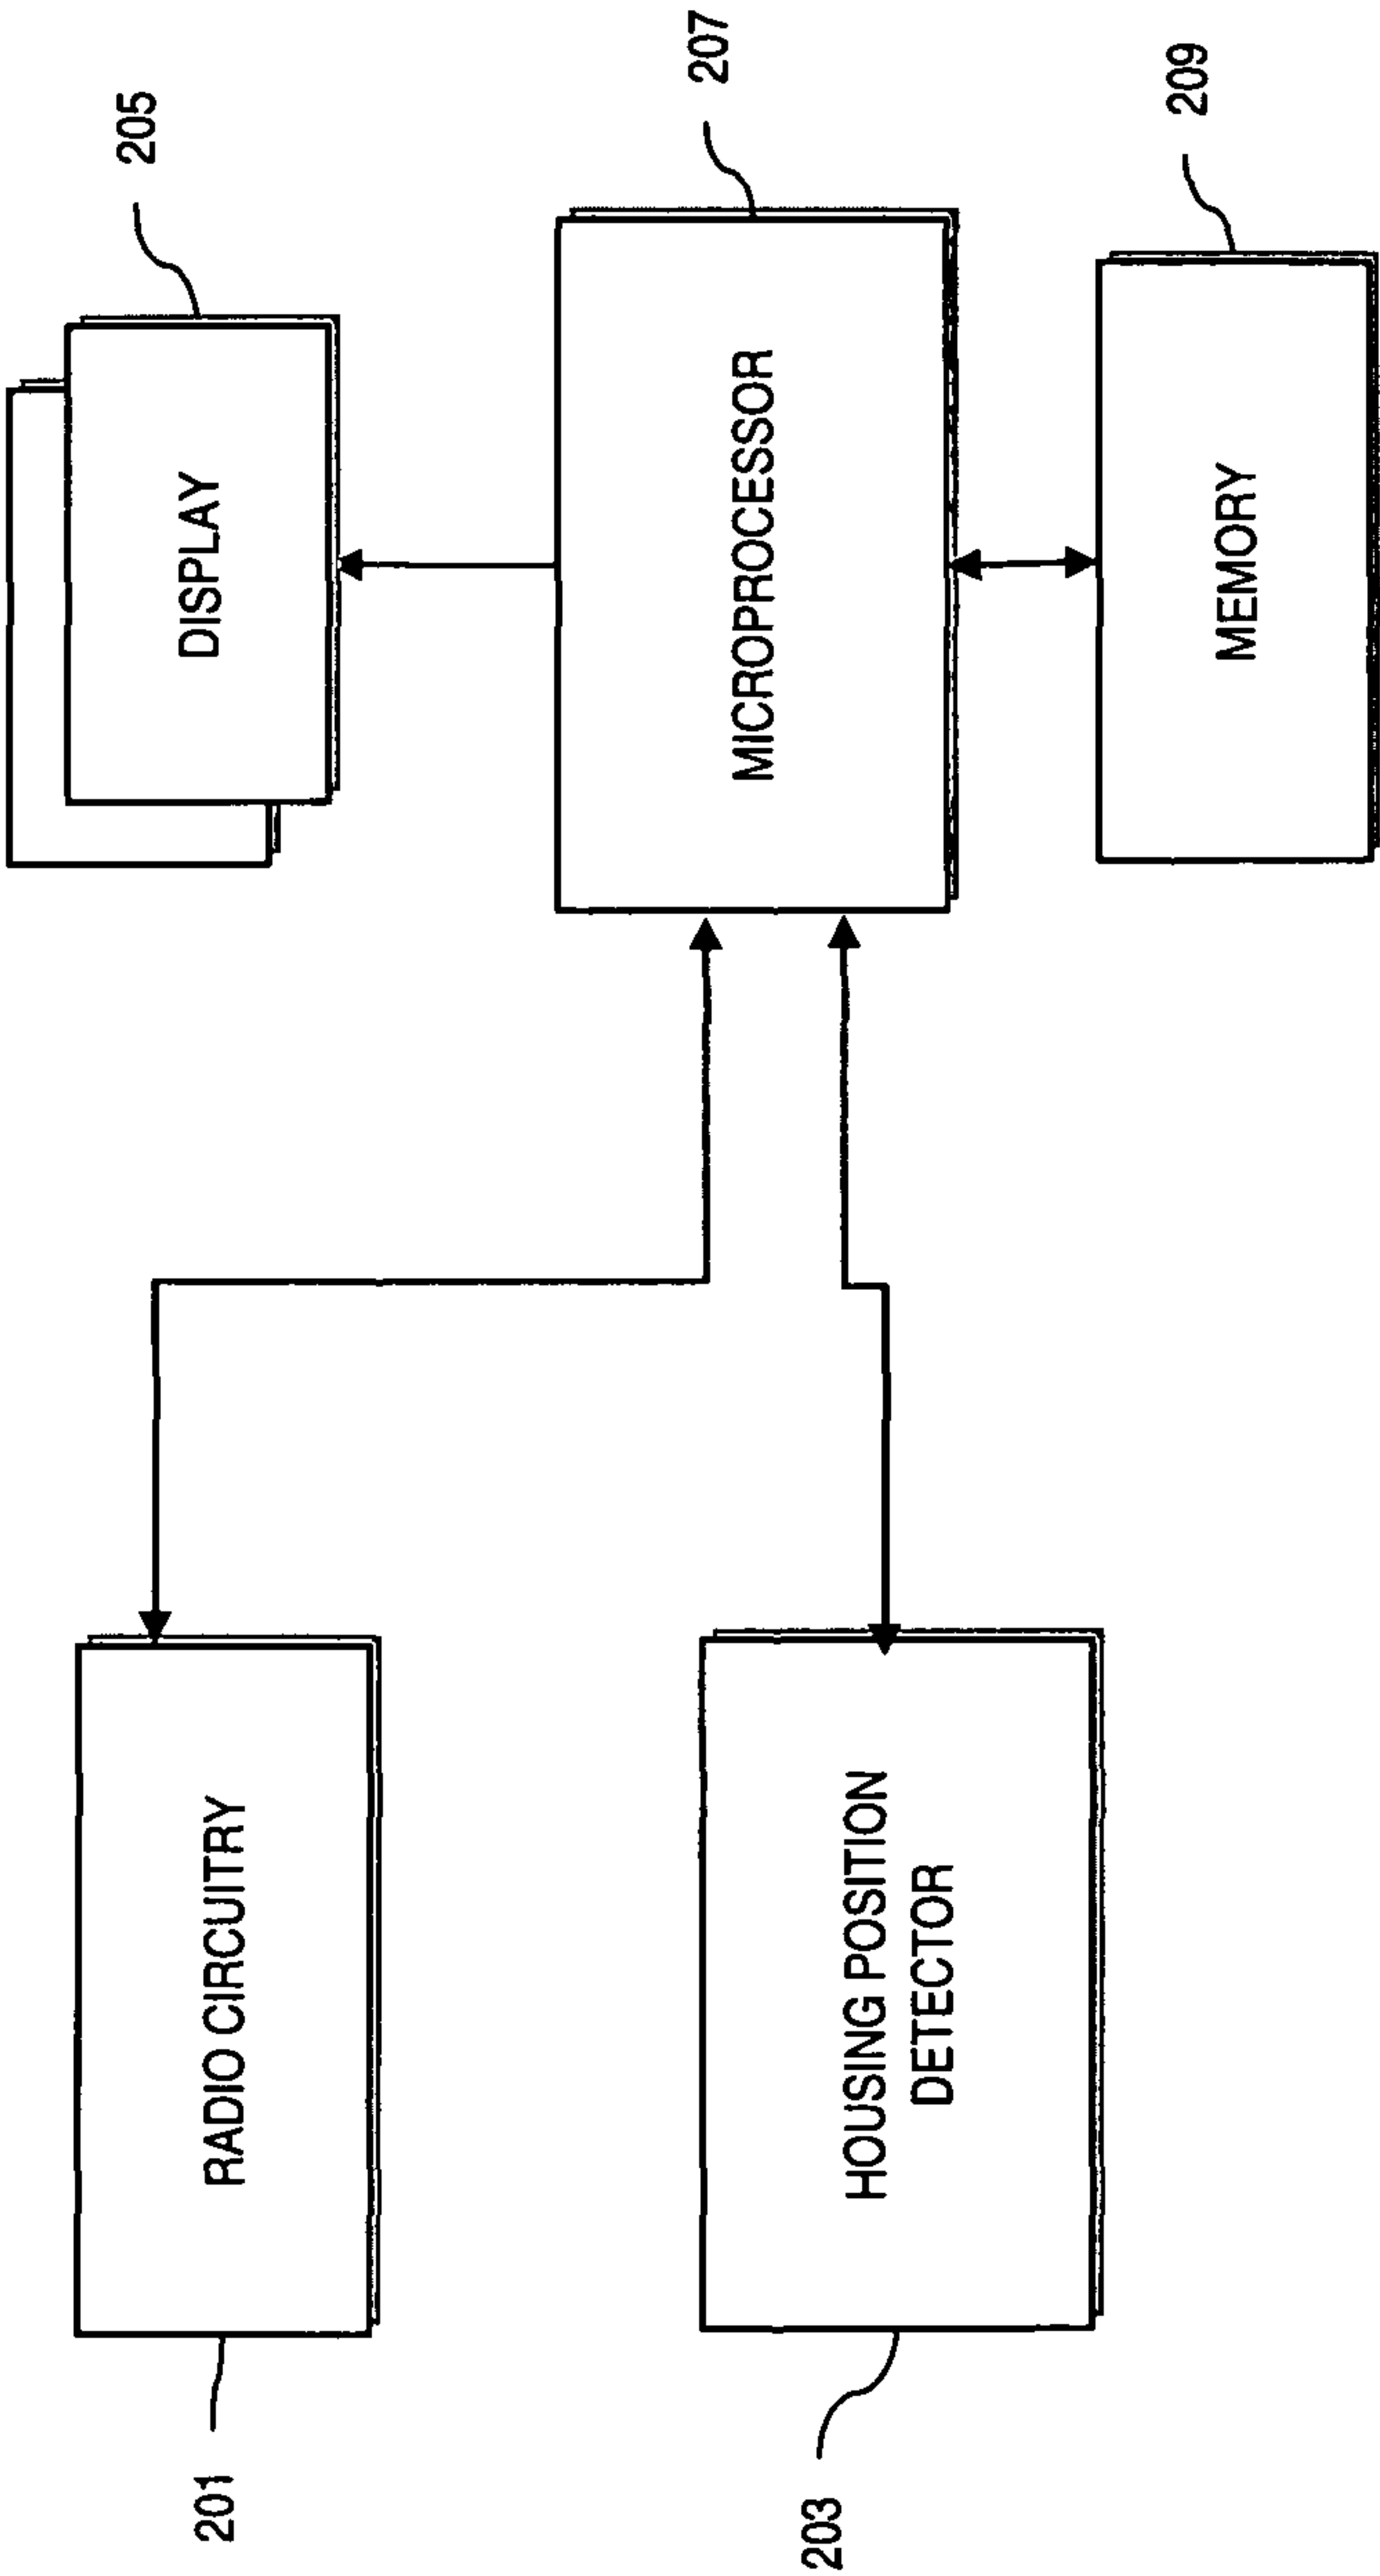 201
RADIO CIRCUITRY
203
HOUSING POSITION
DETECTOR
205
DISPLAY
207
MICROPROCESSOR
209
MEMORY